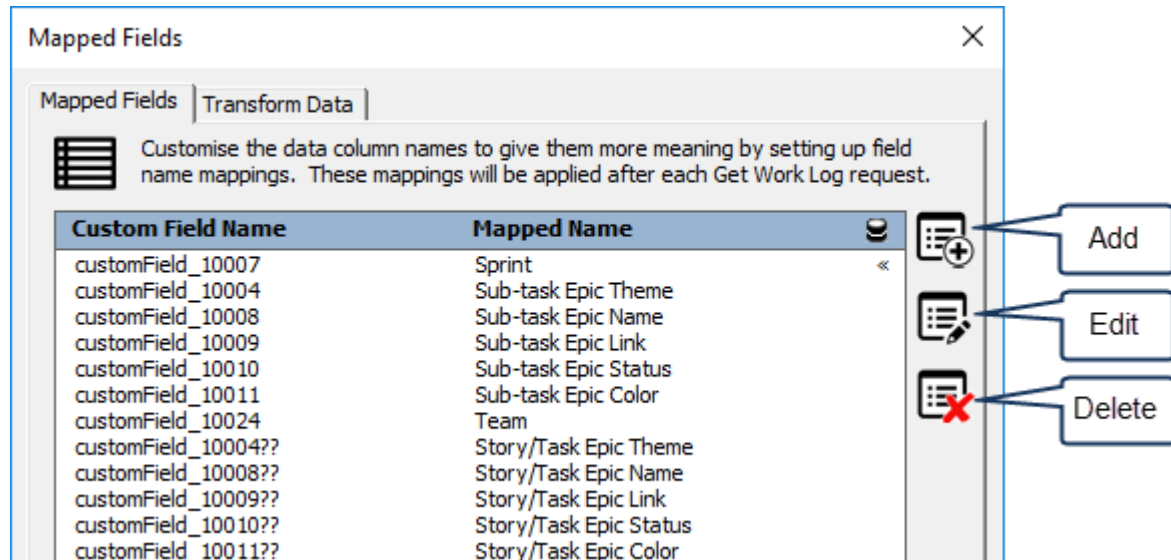 Mapped Fields
Mapped Fields Transform Data
Customise the data column names to give them more meaning by setting up field
name mappings. These mappings will be applied after each Get Work Log request.
Custom Field Name Mapped Name
customField_10007 Sprint «
customField_10004 Sub-task Epic Theme
customField_10008 Sub-task Epic Name
customField_10009 Sub-task Epic Link
customField_10010 Sub-task Epic Status
customField_10011 Sub-task Epic Color
customField_10024 Team
customField_10004?? Story/Task Epic Theme
customField_10008?? Story/Task Epic Name
customField_10009?? Story/Task Epic Link
customField_10010?? Story/Task Epic Status
customField_10011?? Story/Task Epic Color
Add
Edit
Delete